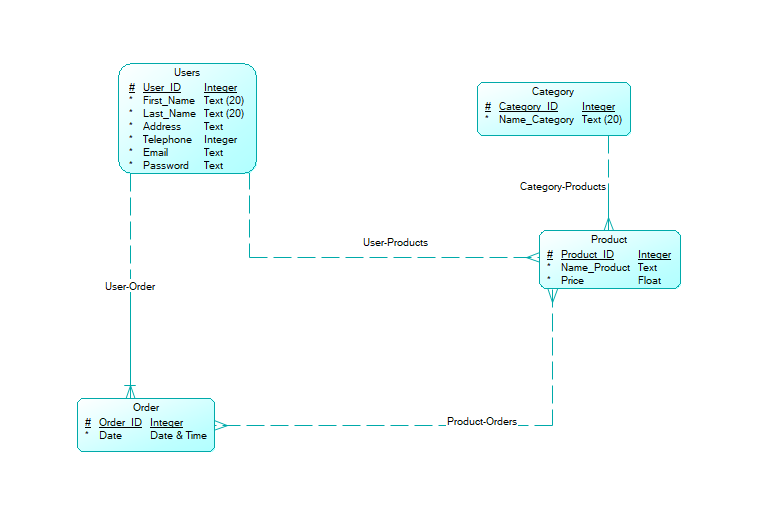 Users
# User_ID Integer
* First_Name Text (20)
* Last_Name Text (20)
* Address Text
* Telephone Integer
* Email Text
* Password Text
Category
# Category_ID Integer
* Name_Category Text (20)
Category-Products
User-Products
Product
# Product_ID Integer
* Name_Product Text
* Price Float
User-Order
Order
# Order_ID Integer
* Date Date & Time
Product-Orders